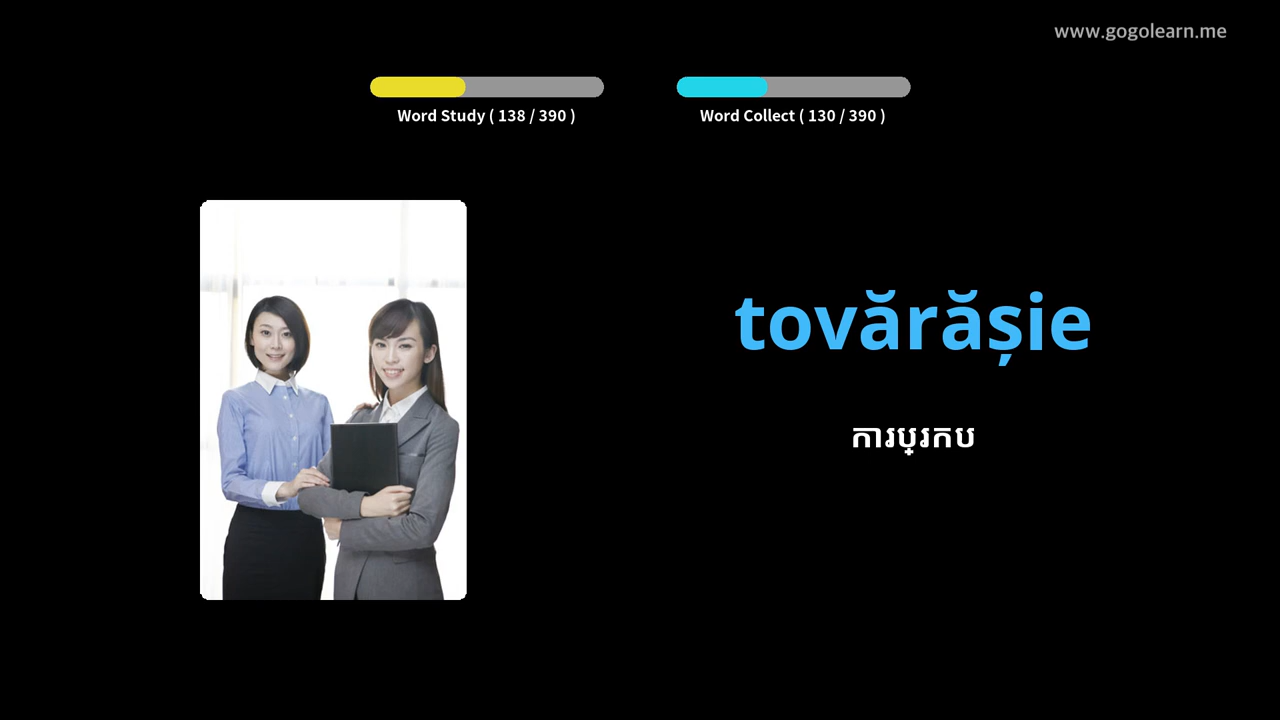 www.gogolearn.me
Word Study ( 138 / 390 )
Word Collect ( 130 / 390 )
tovărășie
ការប្រកប